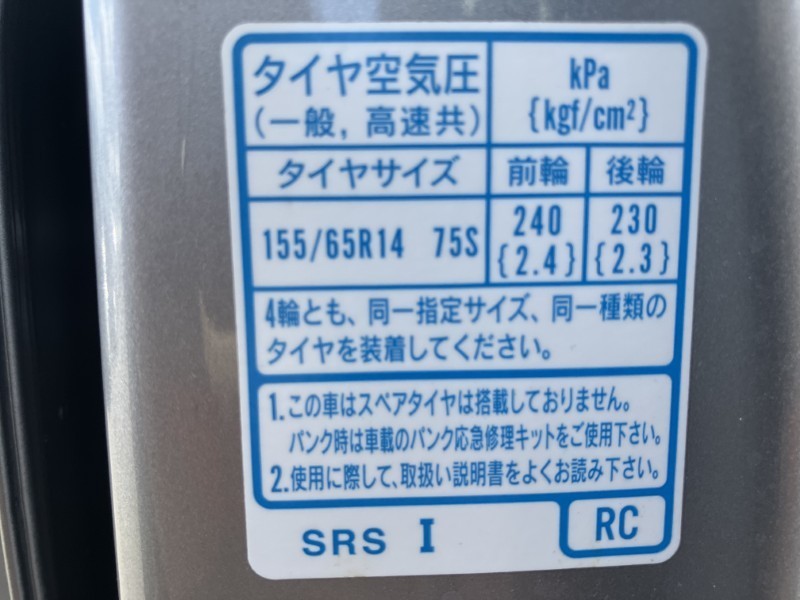 タイヤ空気圧
(一般, 高速共)
kPa
{kgf/cm²}
タイヤサイズ 前輪 後輪
155/65R14 75S 240 230
{2.4} {2.3}
4輪とも、同一指定サイズ、同一種類の
タイヤを装着してください。
1.この車はスペアタイヤは搭載しておりません。
パンク時は車載のパンク応急修理キットをご使用下さい。
2.使用に際して、取扱い説明書をよくお読み下さい。
SRS I
RC